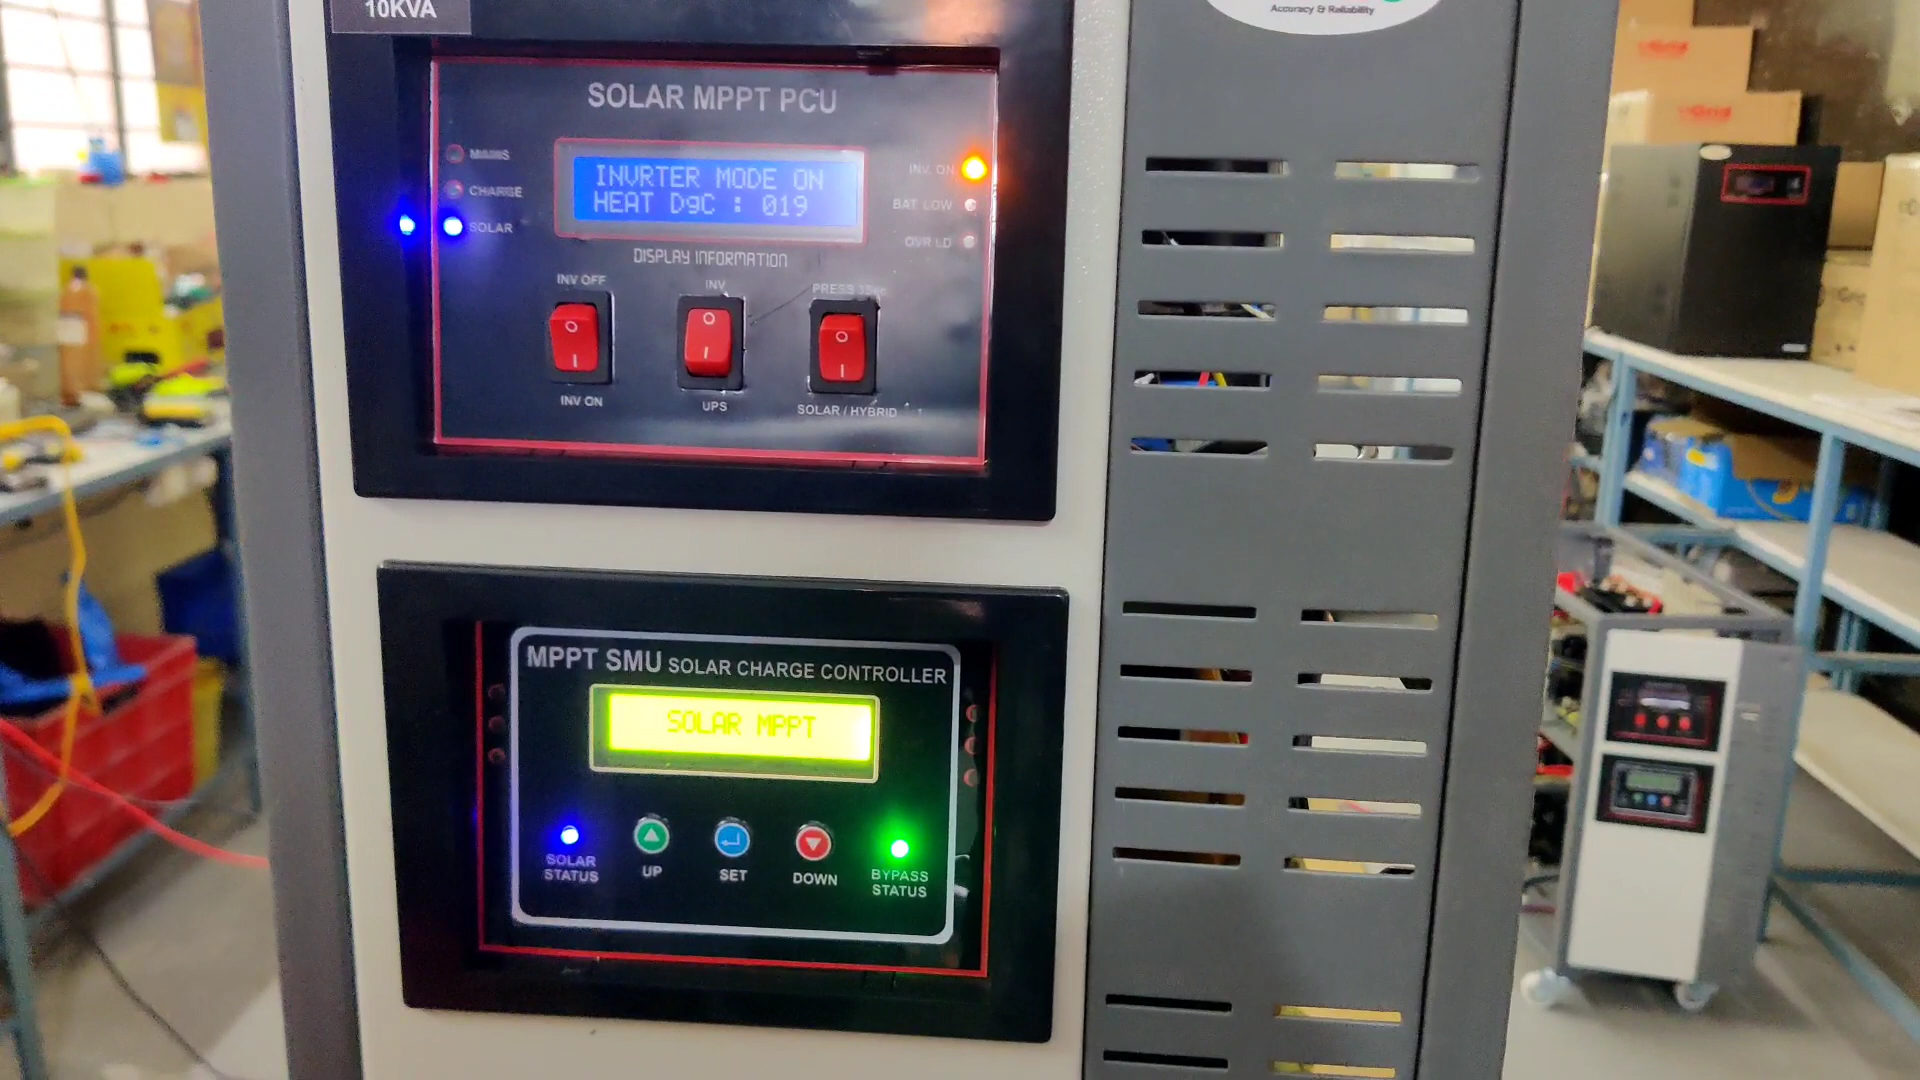 10KVA
Accuracy & Reliability
SOLAR MPPT PCU
MAINS
CHARGE
SOLAR
INVRTER MODE ON
HEAT D9C : 019
INV. ON
BAT LOW
OVR LD
DISPLAY INFORMATION
INV OFF
INV
PRESS 3Sec
INV ON
UPS
SOLAR / HYBRID
MPPT SMU SOLAR CHARGE CONTROLLER
SOLAR MPPT
SOLAR
STATUS
UP
SET
DOWN
BYPASS
STATUS